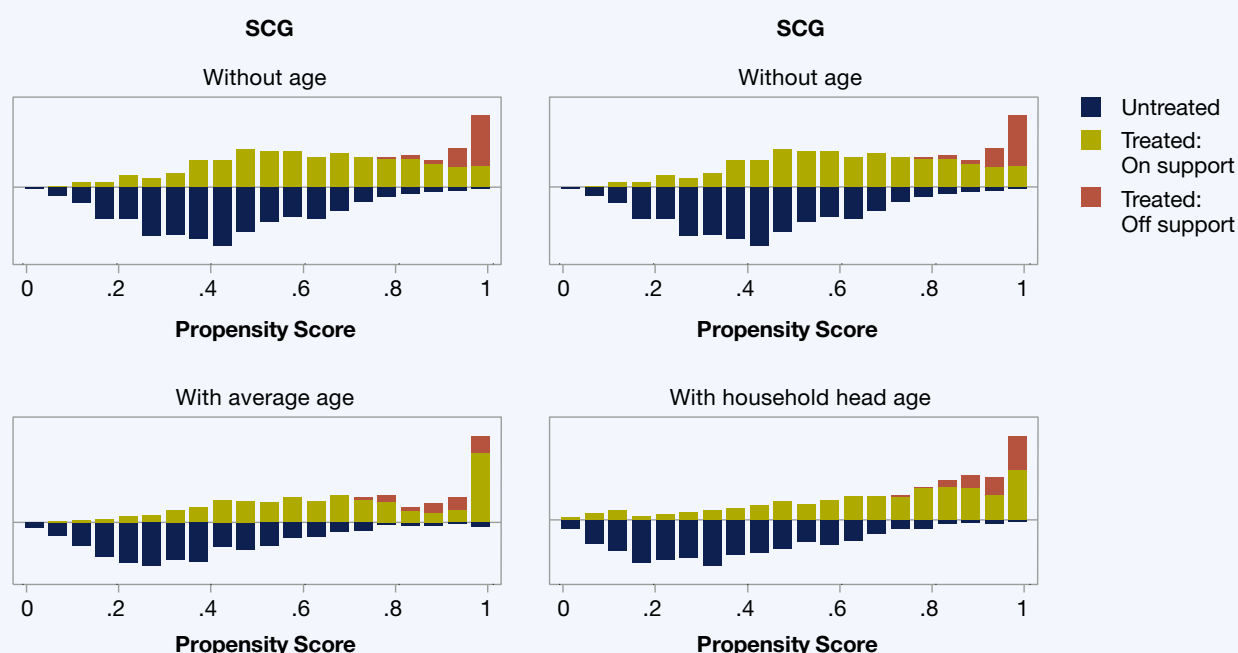 SCG
SCG
Without age
Without age
0 .2 .4 .6 .8 1
0 .2 .4 .6 .8 1
Propensity Score
Propensity Score
Untreated
Treated:
On support
Treated:
Off support
With average age
With household head age
0 .2 .4 .6 .8 1
0 .2 .4 .6 .8 1
Propensity Score
Propensity Score